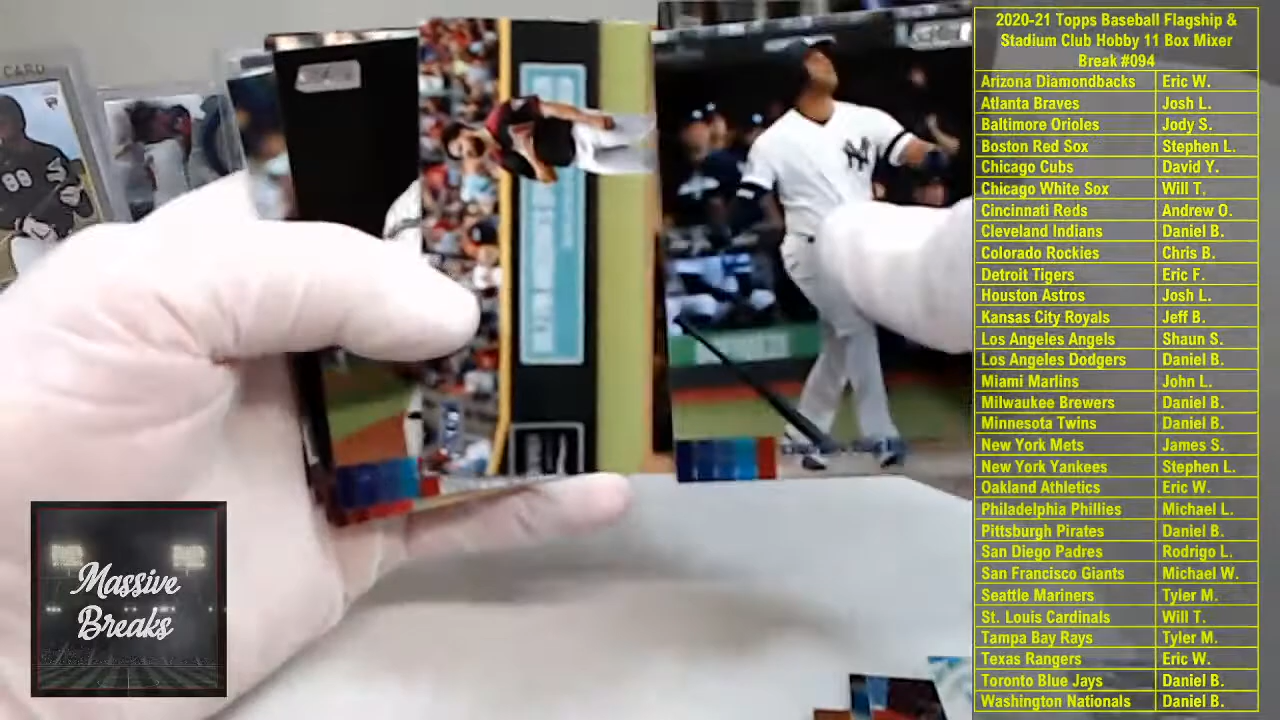 2020-21 Topps Baseball Flagship &
Stadium Club Hobby 11 Box Mixer
Break #094
Arizona Diamondbacks Eric W.
Atlanta Braves Josh L.
Baltimore Orioles Jody S.
Boston Red Sox Stephen L.
Chicago Cubs David Y.
Chicago White Sox Will T.
Cincinnati Reds Andrew O.
Cleveland Indians Daniel B.
Colorado Rockies Chris B.
Detroit Tigers Eric F.
Houston Astros Josh L.
Kansas City Royals Jeff B.
Los Angeles Angels Shaun S.
Los Angeles Dodgers Daniel B.
Miami Marlins John L.
Milwaukee Brewers Daniel B.
Minnesota Twins Daniel B.
New York Mets James S.
New York Yankees Stephen L.
Oakland Athletics Eric W.
Philadelphia Phillies Michael L.
Pittsburgh Pirates Daniel B.
San Diego Padres Rodrigo L.
San Francisco Giants Michael W.
Seattle Mariners Tyler M.
St. Louis Cardinals Will T.
Tampa Bay Rays Tyler M.
Texas Rangers Eric W.
Toronto Blue Jays Daniel B.
Washington Nationals Daniel B.
CARD
88
NY
Massive
Breaks